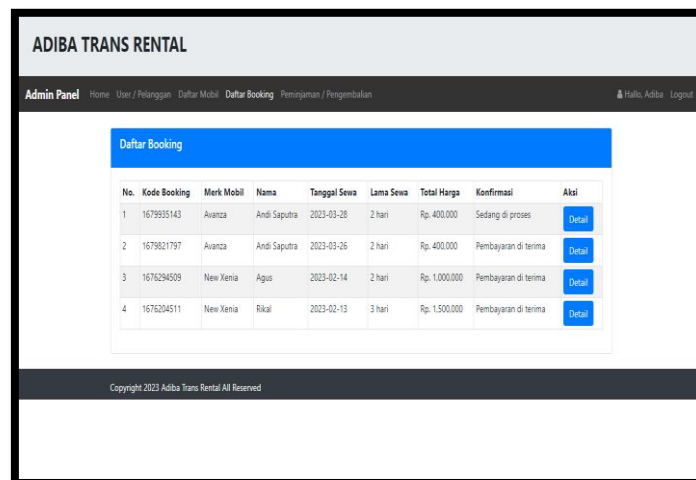 ADIBA TRANS RENTAL
Admin Panel Home User / Pelanggan Daftar Mobil Daftar Booking Peminjaman / Pengembalian Hallo, Adiba Logout
Daftar Booking
No. Kode Booking Merk Mobil Nama Tanggal Sewa Lama Sewa Total Harga Konfirmasi Aksi
1 1679935143 Avanza Andi Saputra 2023-03-28 2 hari Rp. 400.000 Sedang di proses Detail
2 1679821797 Avanza Andi Saputra 2023-03-26 2 hari Rp. 400.000 Pembayaran di terima Detail
3 1676294509 New Xenia Agus 2023-02-14 2 hari Rp. 1.000.000 Pembayaran di terima Detail
4 1676204511 New Xenia Rikal 2023-02-13 3 hari Rp. 1.500.000 Pembayaran di terima Detail
Copyright 2023 Adiba Trans Rental All Reserved